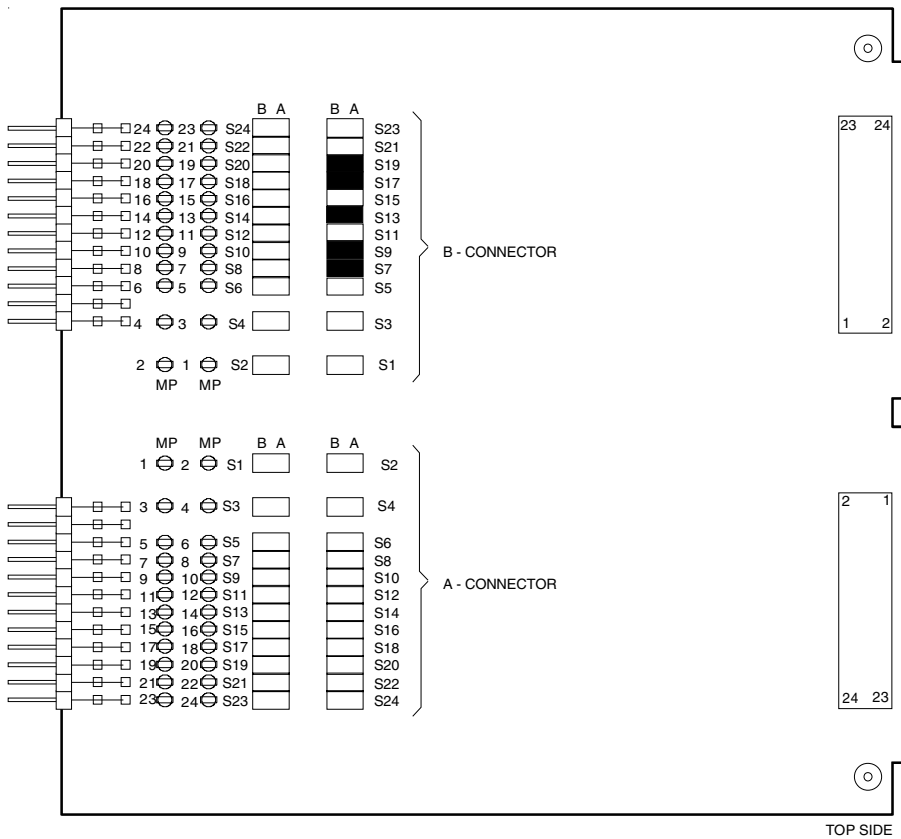 B A B A
24 23 S24 S23 23 24
22 21 S22 S21
20 19 S20 S19
18 17 S18 S17
16 15 S16 S15
14 13 S14 S13
12 11 S12 S11
10 9 S10 S9 B - CONNECTOR
8 7 S8 S7
6 5 S6 S5
4 3 S4 S3 1 2
2 1 S2 S1
MP MP
MP MP B A B A
1 2 S1 S2
3 4 S3 S4 2 1
5 6 S5 S6
7 8 S7 S8
9 10 S9 S10 A - CONNECTOR
11 12 S11 S12
13 14 S13 S14
15 16 S15 S16
17 18 S17 S18
19 20 S19 S20
21 22 S21 S22
23 24 S23 S24 24 23
TOP SIDE